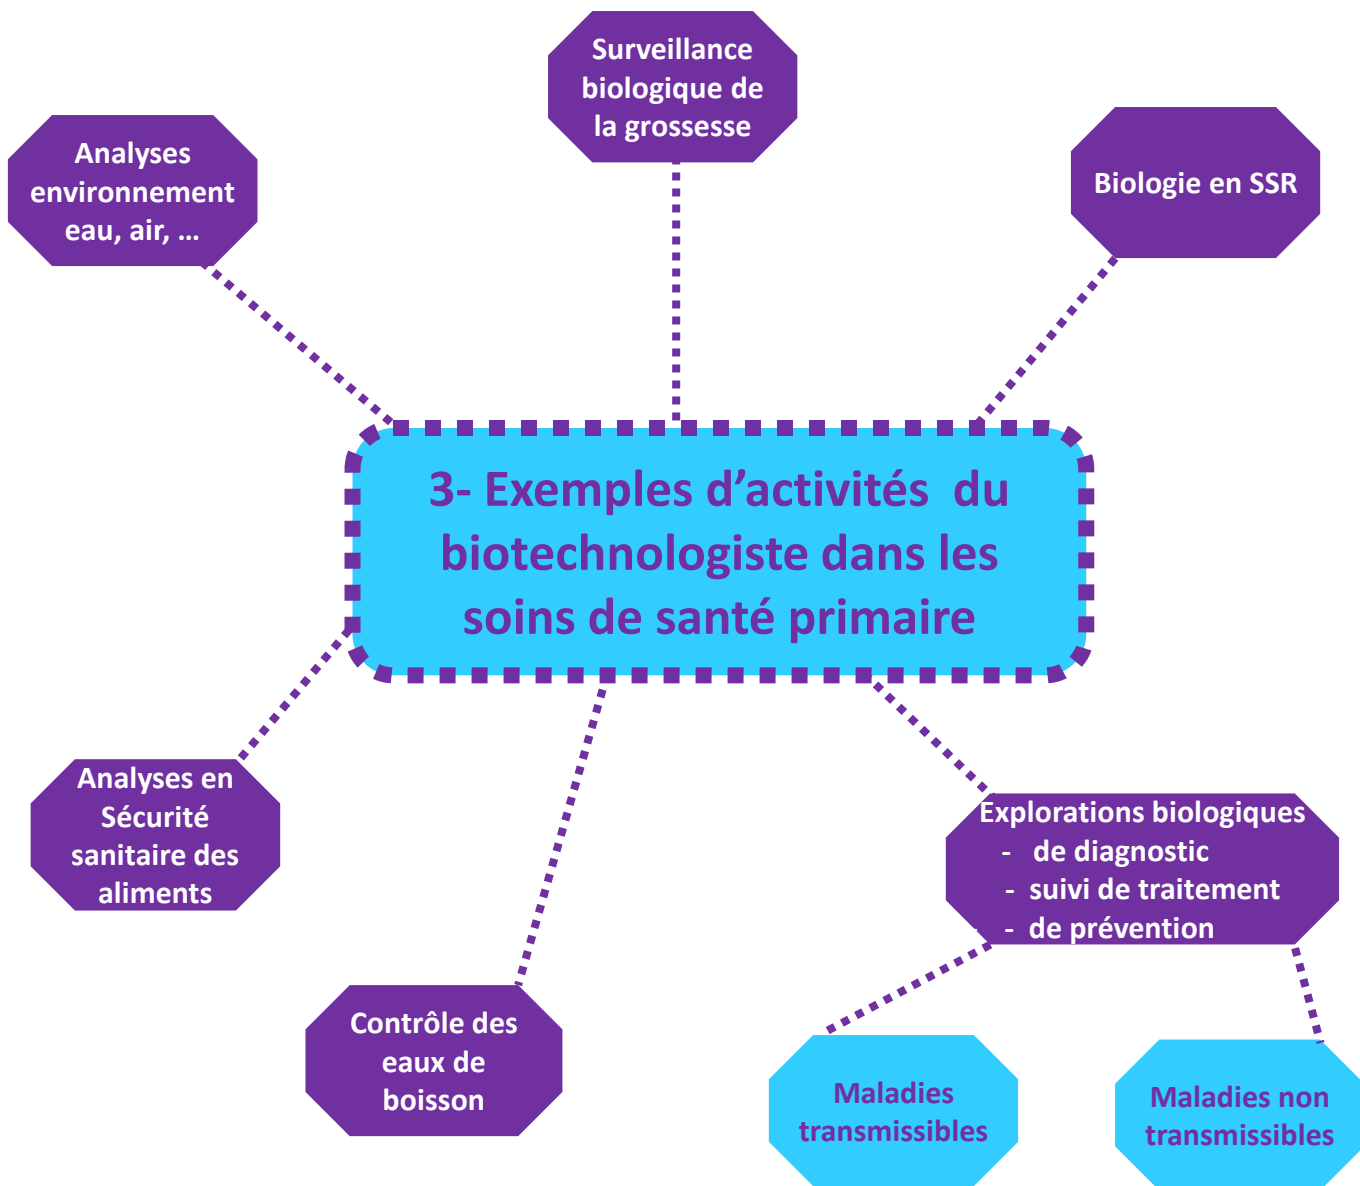 Surveillance
biologique de
la grossesse
Analyses
environnement
eau, air, ...
Biologie en SSR
3- Exemples d’activités  du
biotechnologiste dans les
soins de santé primaire
Analyses en
Sécurité
sanitaire des
aliments
Explorations biologiques
-   de diagnostic
-  suivi de traitement
-  -  de prévention
Contrôle des
eaux de
boisson
Maladies
transmissibles
Maladies non
transmissibles